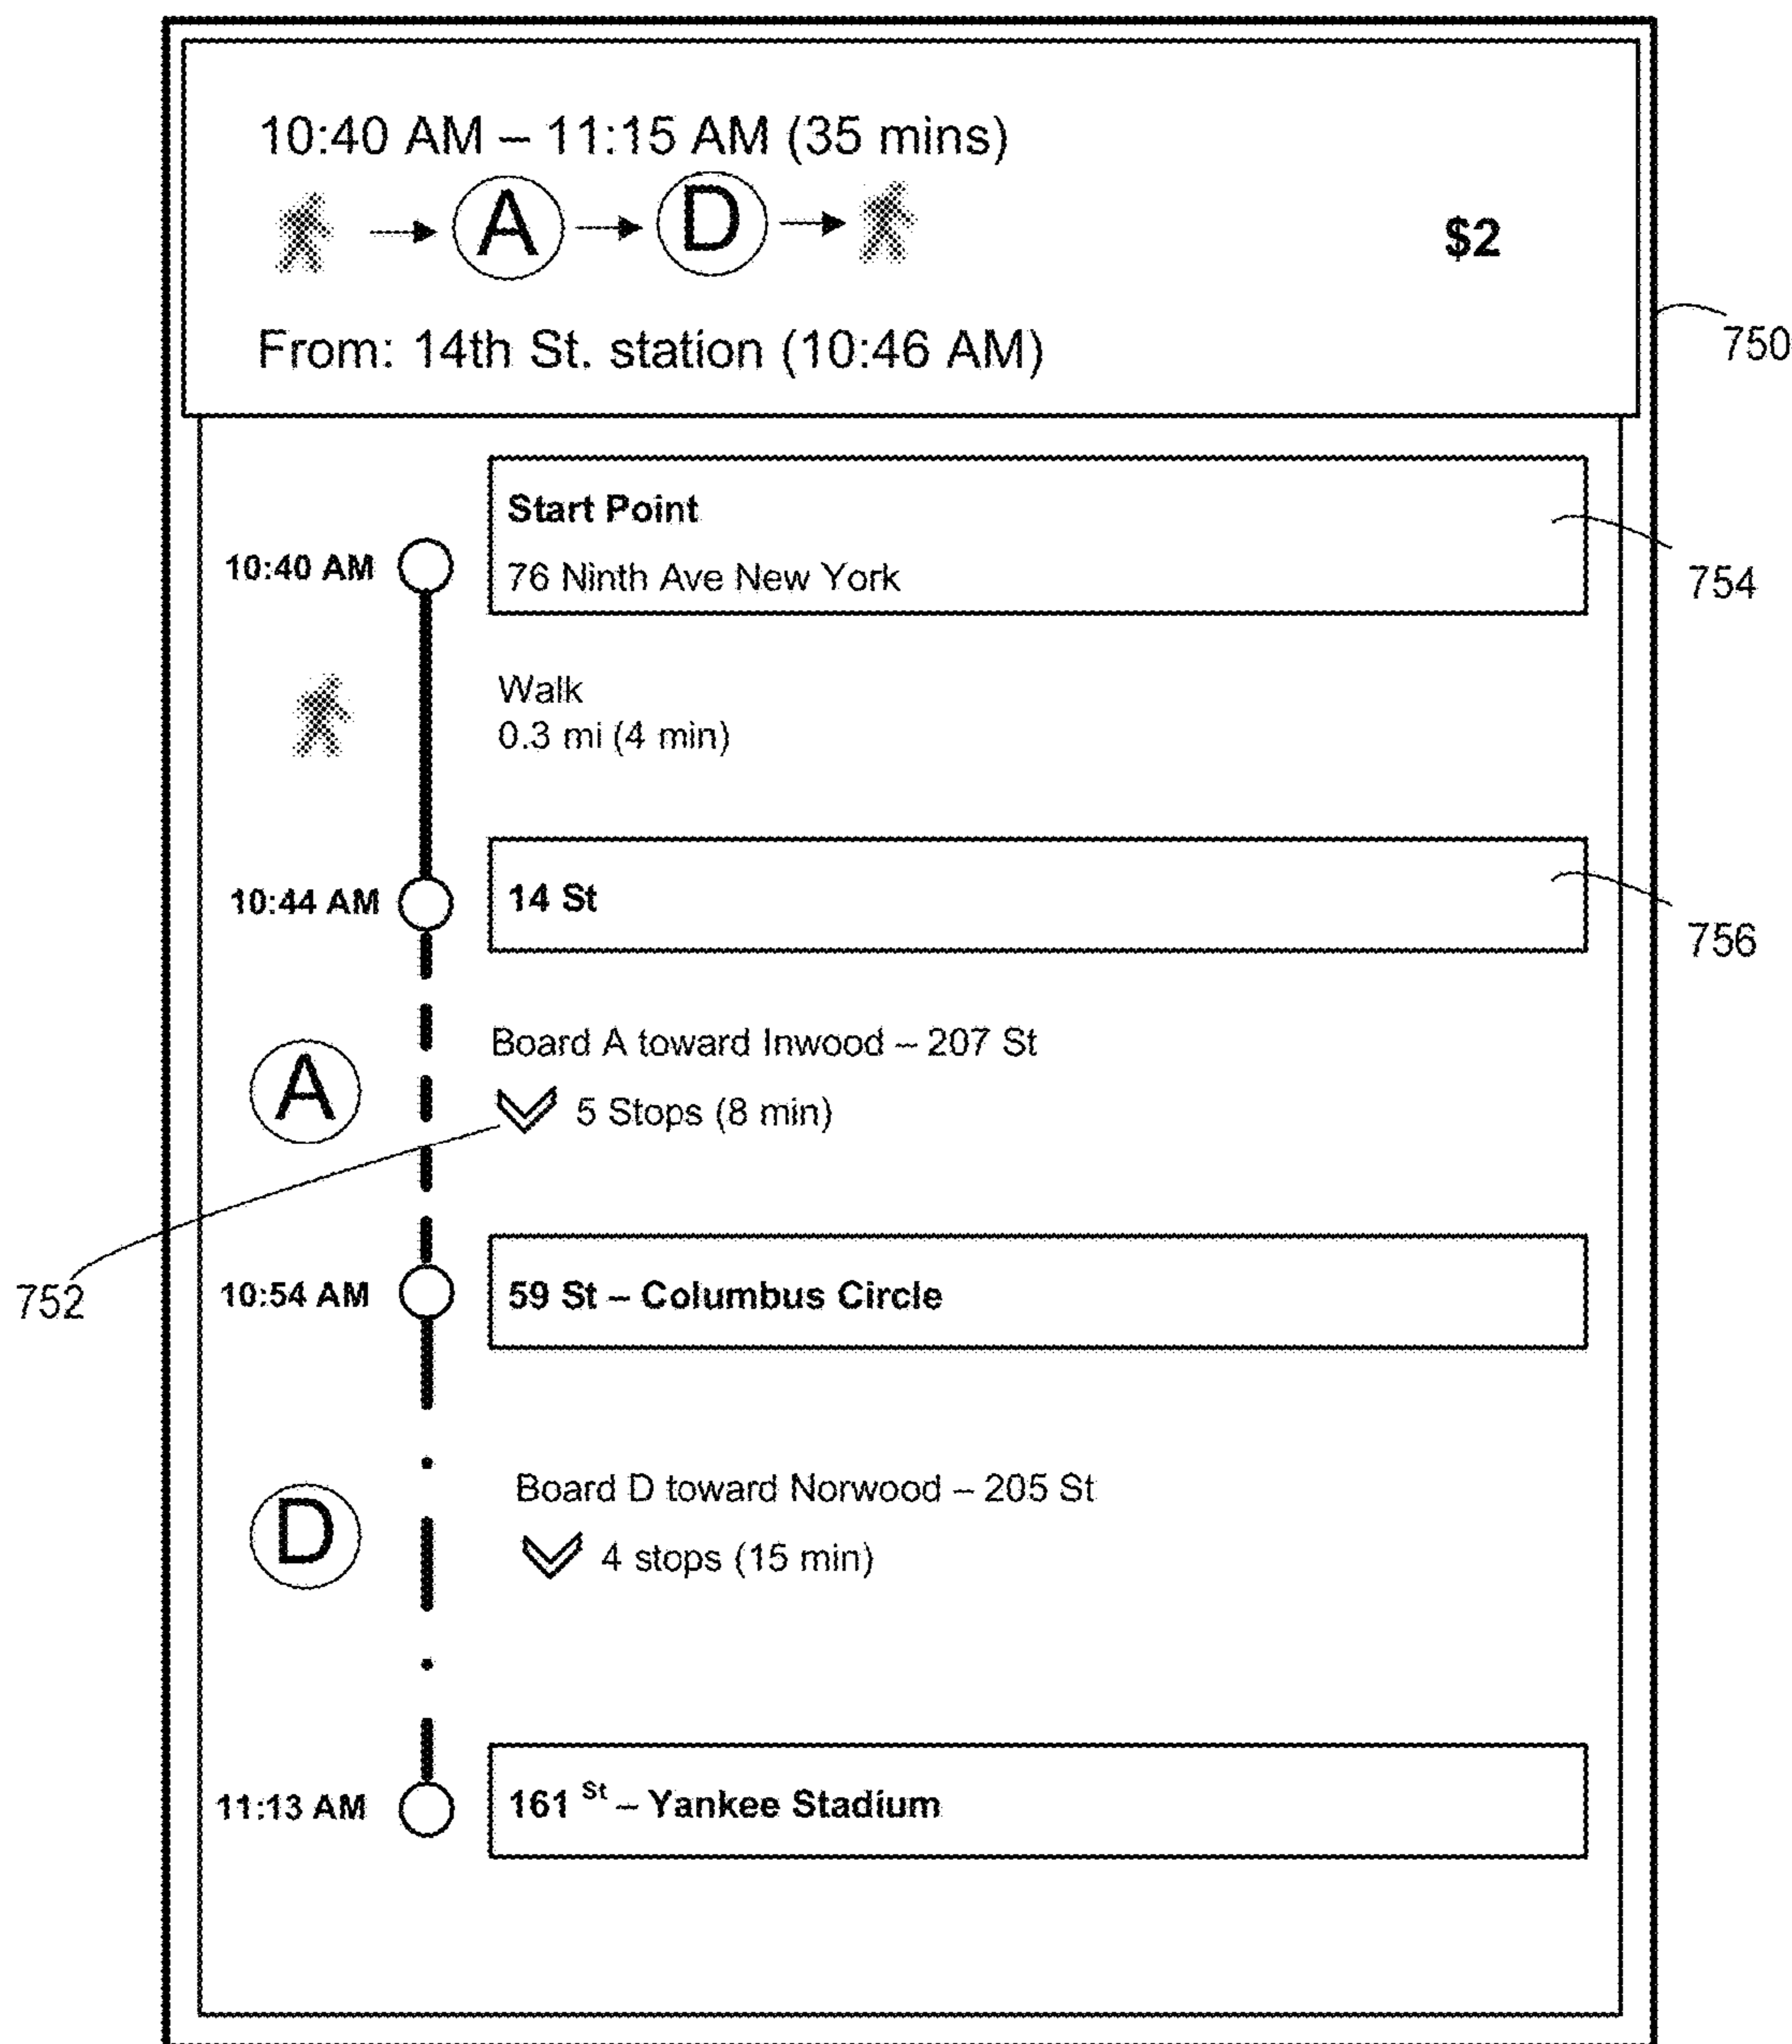 10:40 AM – 11:15 AM (35 mins)
A D
$2
From: 14th St. station (10:46 AM)
750
Start Point
10:40 AM
76 Ninth Ave New York
754
Walk
0.3 mi (4 min)
10:44 AM
14 St
756
Board A toward Inwood – 207 St
A
5 Stops (8 min)
752
10:54 AM
59 St – Columbus Circle
Board D toward Norwood – 205 St
D
4 stops (15 min)
11:13 AM
161 St – Yankee Stadium